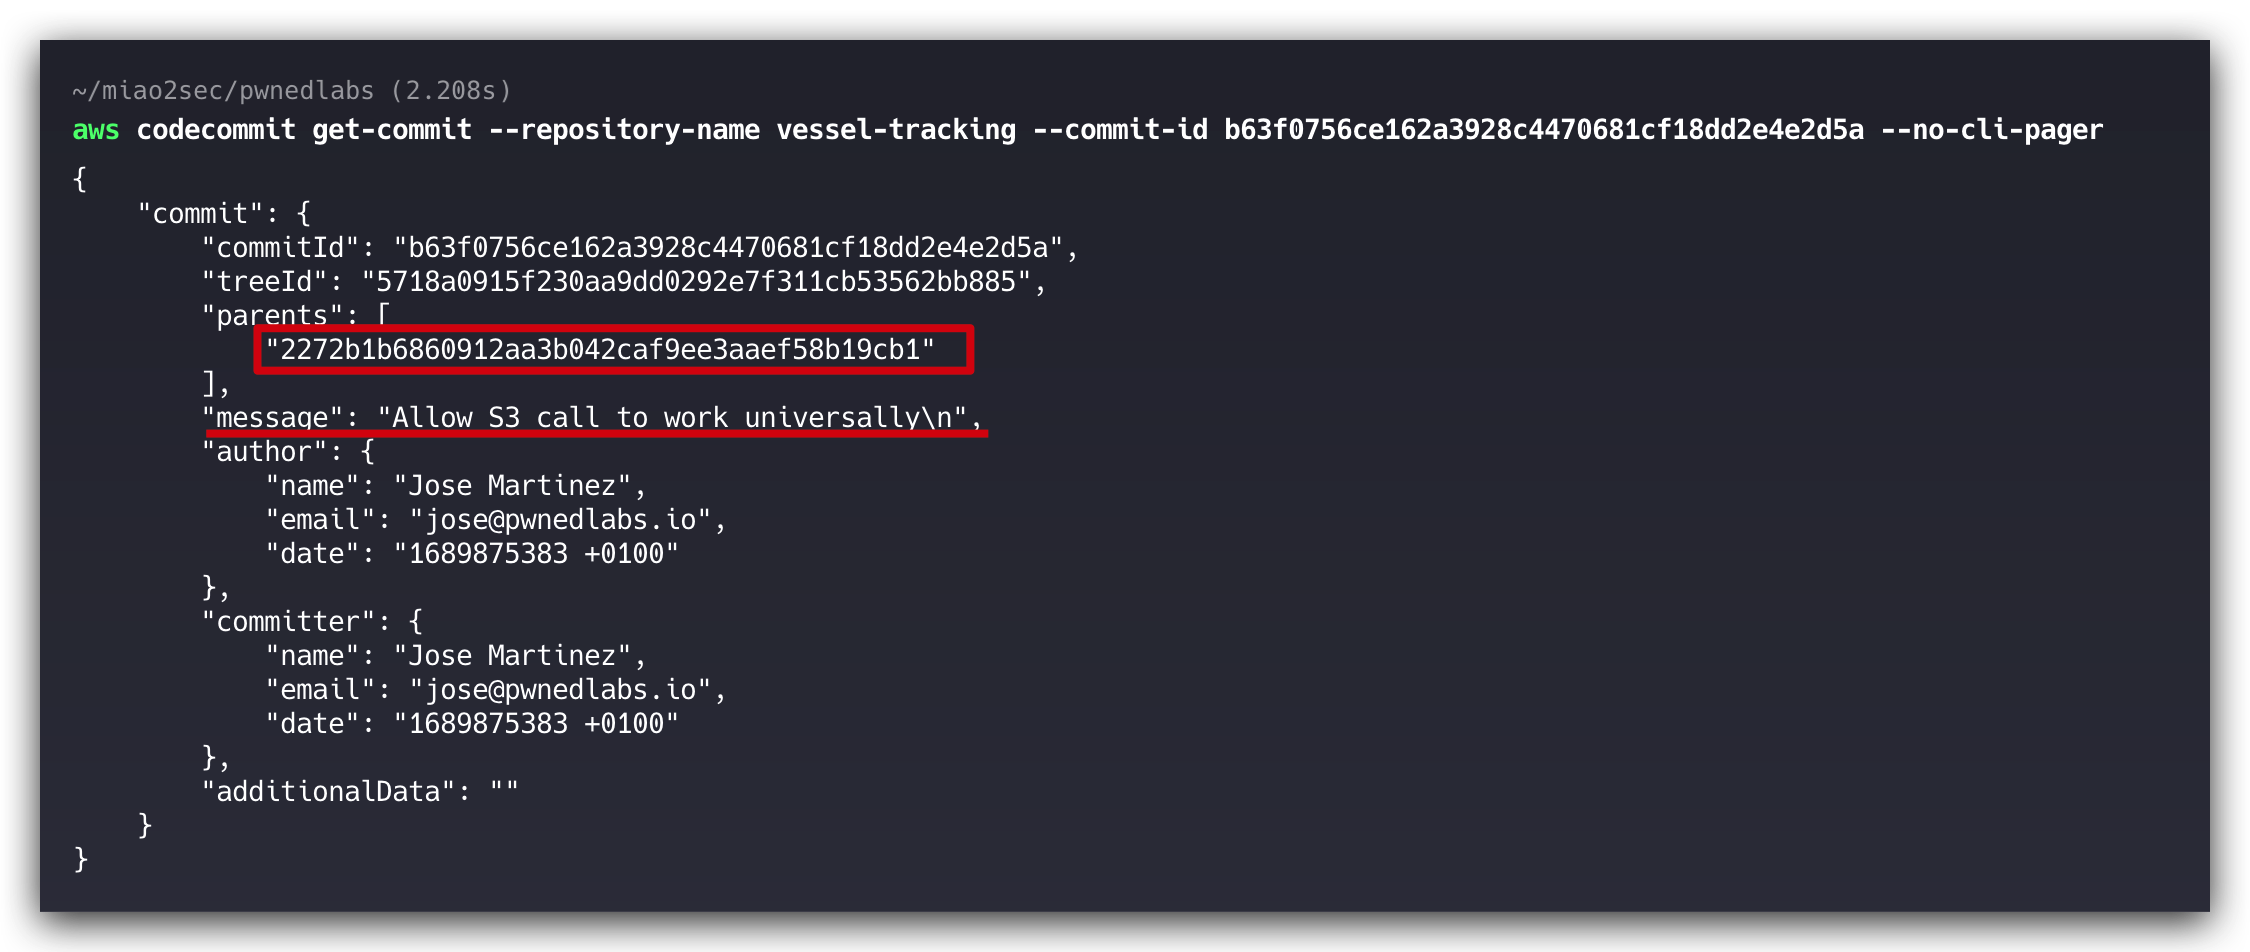 ~/miao2sec/pwnedlabs (2.208s)
aws codecommit get-commit --repository-name vessel-tracking --commit-id b63f0756ce162a3928c4470681cf18dd2e4e2d5a --no-cli-pager
{
    "commit": {
        "commitId": "b63f0756ce162a3928c4470681cf18dd2e4e2d5a",
        "treeId": "5718a0915f230aa9dd0292e7f311cb53562bb885",
        "parents": [
            "2272b1b6860912aa3b042caf9ee3aaef58b19cb1"
        ],
        "message": "Allow S3 call to work universally\n",
        "author": {
            "name": "Jose Martinez",
            "email": "jose@pwnedlabs.io",
            "date": "1689875383 +0100"
        },
        "committer": {
            "name": "Jose Martinez",
            "email": "jose@pwnedlabs.io",
            "date": "1689875383 +0100"
        },
        "additionalData": ""
    }
}